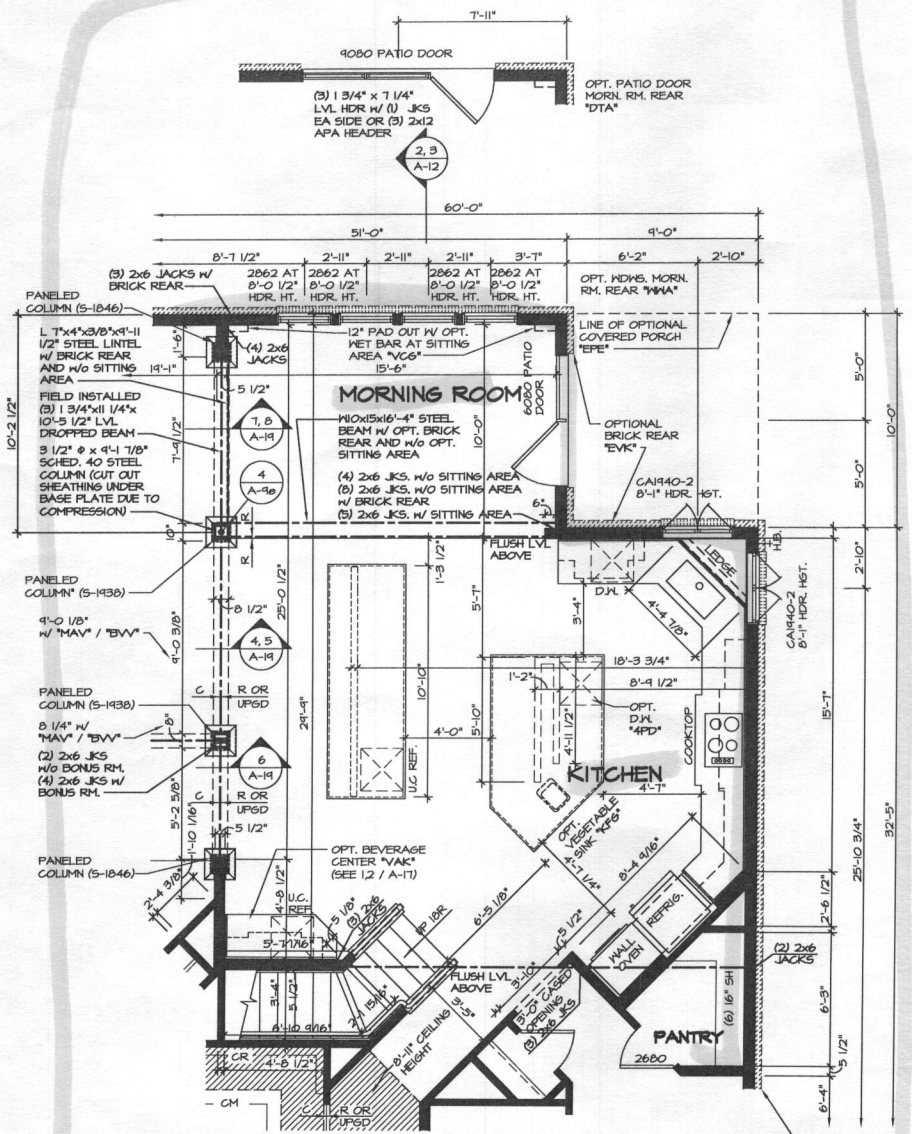 7'-11"
9080 PATIO DOOR
(3) 1 3/4" x 7 1/4"
LVL HDR W/ (1) JKS
EA SIDE OR (3) 2x12
APA HEADER
OPT. PATIO DOOR
MORN. RM. REAR
"DTA"
2, 3
A-12
60'-0"
51'-0"
9'-0"
8'-7 1/2"
2'-11"
2'-11"
2'-11"
3'-7"
6'-2"
2'-10"
(3) 2x6 JACKS W/
BRICK REAR
2862 AT
8'-0 1/2"
HDR. HT.
2862 AT
8'-0 1/2"
HDR. HT.
2862 AT
8'-0 1/2"
HDR. HT.
2862 AT
8'-0 1/2"
HDR. HT.
OPT. WDWS. MORN.
RM. REAR "WWA"
PANELED
COLUMN (S-1846)
L 7"x4"x3/8"x9'-11
1/2" STEEL LINTEL
W/ BRICK REAR
AND W/o SITTING
AREA
1'-6"
(4) 2x6
JACKS
12" PAD OUT W/ OPT.
WET BAR AT SITTING
AREA "VCG"
LINE OF OPTIONAL
COVERED PORCH
"EPE"
19'-1"
15'-6"
5 1/2"
MORNING ROOM
6080 PATIO
DOOR
5'-0"
10'-0"
10'-2 1/2"
FIELD INSTALLED
(3) 1 3/4"x11 1/4"x
10'-5 1/2" LVL
DROPPED BEAM
7'-9 1/2"
7, 8
A-19
W10x15x16'-4" STEEL
BEAM W/ OPT. BRICK
REAR AND W/o OPT.
SITTING AREA
10'-0"
3 1/2" Φ x 9'-1 7/8"
SCHED. 40 STEEL
COLUMN (CUT OUT
SHEATHING UNDER
BASE PLATE DUE TO
COMPRESSION)
4
A-9e
(4) 2x6 JKS. W/o SITTING AREA
(8) 2x6 JKS. W/O SITTING AREA
W/ BRICK REAR
(5) 2x6 JKS. W/ SITTING AREA
OPTIONAL
BRICK REAR
"EVK"
5'-0"
CA1940-2
8'-1" HDR. HGT.
6"
10"
R
R
FLUSH LVL
ABOVE
H.B.
LEDGE
2'-10"
1'-3 1/2"
PANELED
COLUMN" (S-1938)
8 1/2"
25'-0 1/2"
5'-7"
D.W.
3'-4"
4'-4 7/8"
CA1940-2
8'-1" HDR. HGT.
9'-0 1/8"
W/ "MAV" / "BVV"
9'-0 3/8"
4, 5
A-19
18'-3 3/4"
1'-2"
8'-9 1/2"
PANELED
COLUMN (S-1938)
C
R OR
UPGD
29'-9"
10'-10"
4'-0"
5'-10"
4'-11 1/2"
OPT.
D.W.
"4PD"
COOKTOP
15'-7"
8 1/4" W/
"MAV" / "BVV"
8"
(2) 2x6 JKS
W/o BONUS RM.
(4) 2x6 JKS W/
BONUS RM.
6
A-19
U.C REF.
KITCHEN
4'-7"
C
R OR
UPGD
5'-2 5/8"
1'-10 1/16"
5 1/2"
OPT.
VEGETABLE
SINK "KFG"
4'-7 1/4"
8'-4 9/16"
25'-10 3/4"
32'-5"
PANELED
COLUMN (S-1846)
OPT. BEVERAGE
CENTER "VAK"
(SEE 1,2 / A-17)
2'-4 3/8"
4'-8 1/2"
U.C.
REF
5'-7 1/16"
5 1/8"
(3) 2x6
JACKS
UP 18R
6'-5 1/8"
5 1/2"
REFRIG.
WALL
OVEN
2'-6 1/2"
(2) 2x6
JACKS
FLUSH LVL
ABOVE
3'-4"
5 1/2"
2'-1 15/16"
6'-10 9/16"
3'-5"
3'-10"
3'-0" CASED
OPENING
(3) 2x6 JKS
(6) 16" SH
6'-3"
PANTRY
8'-11" CEILING
HEIGHT
CR
4'-8 1/2"
2680
5 1/2"
6'-4"
CM
C
R OR
UPGD